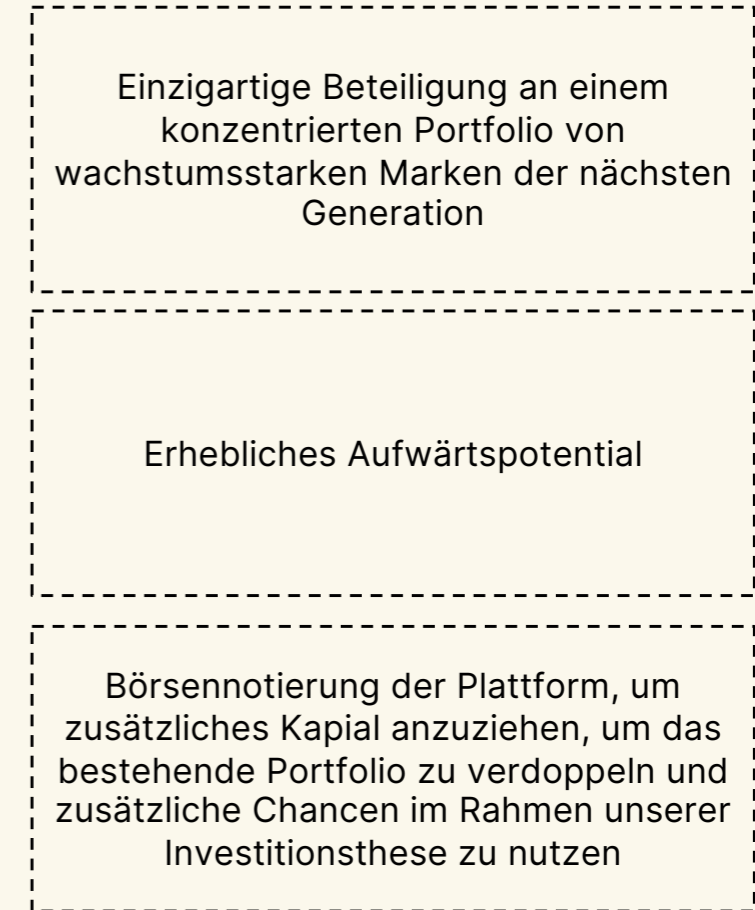 Einzigartige Beteiligung an einem
konzentrierten Portfolio von
wachstumsstarken Marken der nächsten
Generation
Erhebliches Aufwärtspotential
Börsennotierung der Plattform, um
zusätzliches Kapial anzuziehen, um das
bestehende Portfolio zu verdoppeln und
zusätzliche Chancen im Rahmen unserer
Investitionsthese zu nutzen